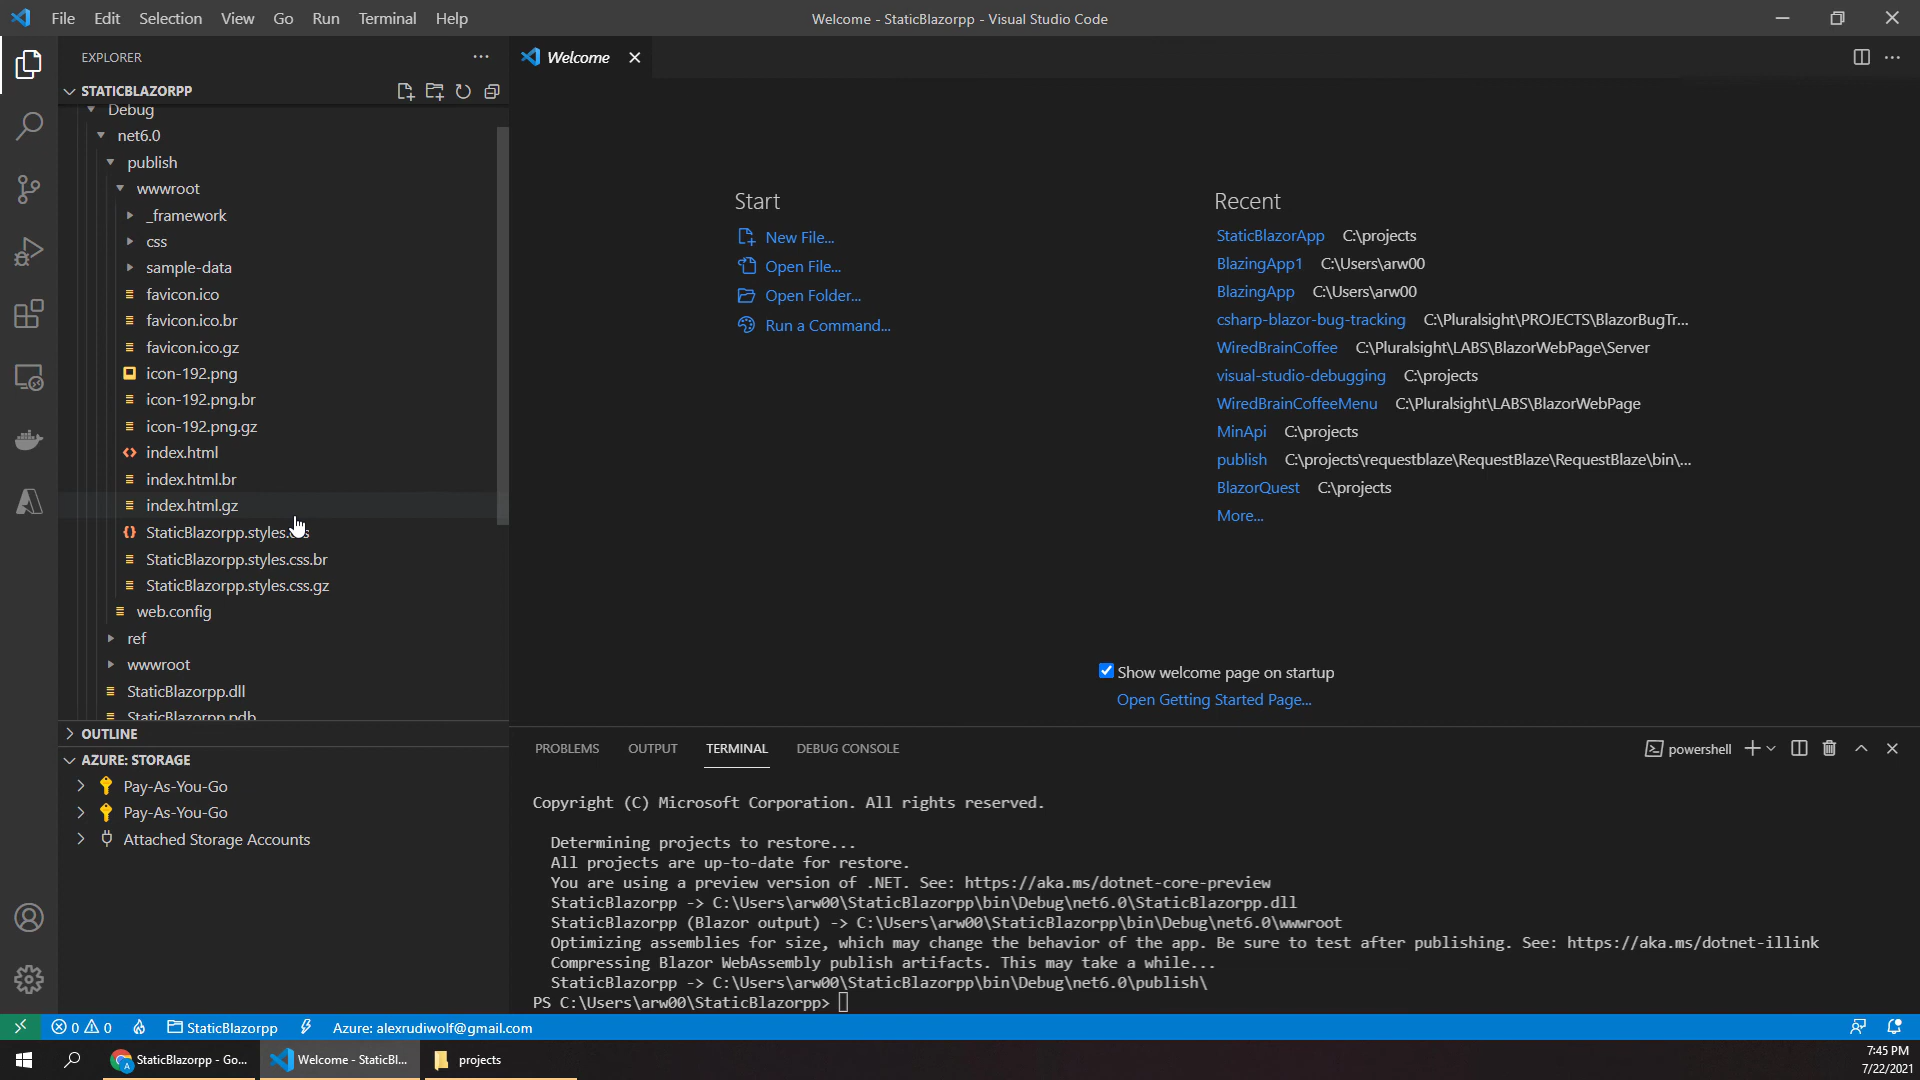 File Edit Selection View Go Run Terminal Help
Welcome - StaticBlazorpp - Visual Studio Code
EXPLORER
STATICBLAZORPP
Debug
net6.0
publish
wwwroot
_framework
css
sample-data
favicon.ico
favicon.ico.br
favicon.ico.gz
icon-192.png
icon-192.png.br
icon-192.png.gz
index.html
index.html.br
index.html.gz
StaticBlazorpp.styles.css
StaticBlazorpp.styles.css.br
StaticBlazorpp.styles.css.gz
web.config
ref
wwwroot
StaticBlazorpp.dll
StaticBlazorpp.pdb
OUTLINE
AZURE: STORAGE
Pay-As-You-Go
Pay-As-You-Go
Attached Storage Accounts
Welcome
Start
New File...
Open File...
Open Folder...
Run a Command...
Recent
StaticBlazorApp C:\projects
BlazingApp1 C:\Users\arw00
BlazingApp C:\Users\arw00
csharp-blazor-bug-tracking C:\Pluralsight\PROJECTS\BlazorBugTr...
WiredBrainCoffee C:\Pluralsight\LABS\BlazorWebPage\Server
visual-studio-debugging C:\projects
WiredBrainCoffeeMenu C:\Pluralsight\LABS\BlazorWebPage
MinApi C:\projects
publish C:\projects\requestblaze\RequestBlaze\RequestBlaze\bin\...
BlazorQuest C:\projects
More...
Show welcome page on startup
Open Getting Started Page...
PROBLEMS OUTPUT TERMINAL DEBUG CONSOLE
powershell
Copyright (C) Microsoft Corporation. All rights reserved.
Determining projects to restore...
All projects are up-to-date for restore.
You are using a preview version of .NET. See: https://aka.ms/dotnet-core-preview
StaticBlazorpp -> C:\Users\arw00\StaticBlazorpp\bin\Debug\net6.0\StaticBlazorpp.dll
StaticBlazorpp (Blazor output) -> C:\Users\arw00\StaticBlazorpp\bin\Debug\net6.0\wwwroot
Optimizing assemblies for size, which may change the behavior of the app. Be sure to test after publishing. See: https://aka.ms/dotnet-illink
Compressing Blazor WebAssembly publish artifacts. This may take a while...
StaticBlazorpp -> C:\Users\arw00\StaticBlazorpp\bin\Debug\net6.0\publish\
PS C:\Users\arw00\StaticBlazorpp>
0 0 StaticBlazorpp Azure: alexrudiwolf@gmail.com
StaticBlazorpp - Go... Welcome - StaticBl... projects
7:45 PM
7/22/2021